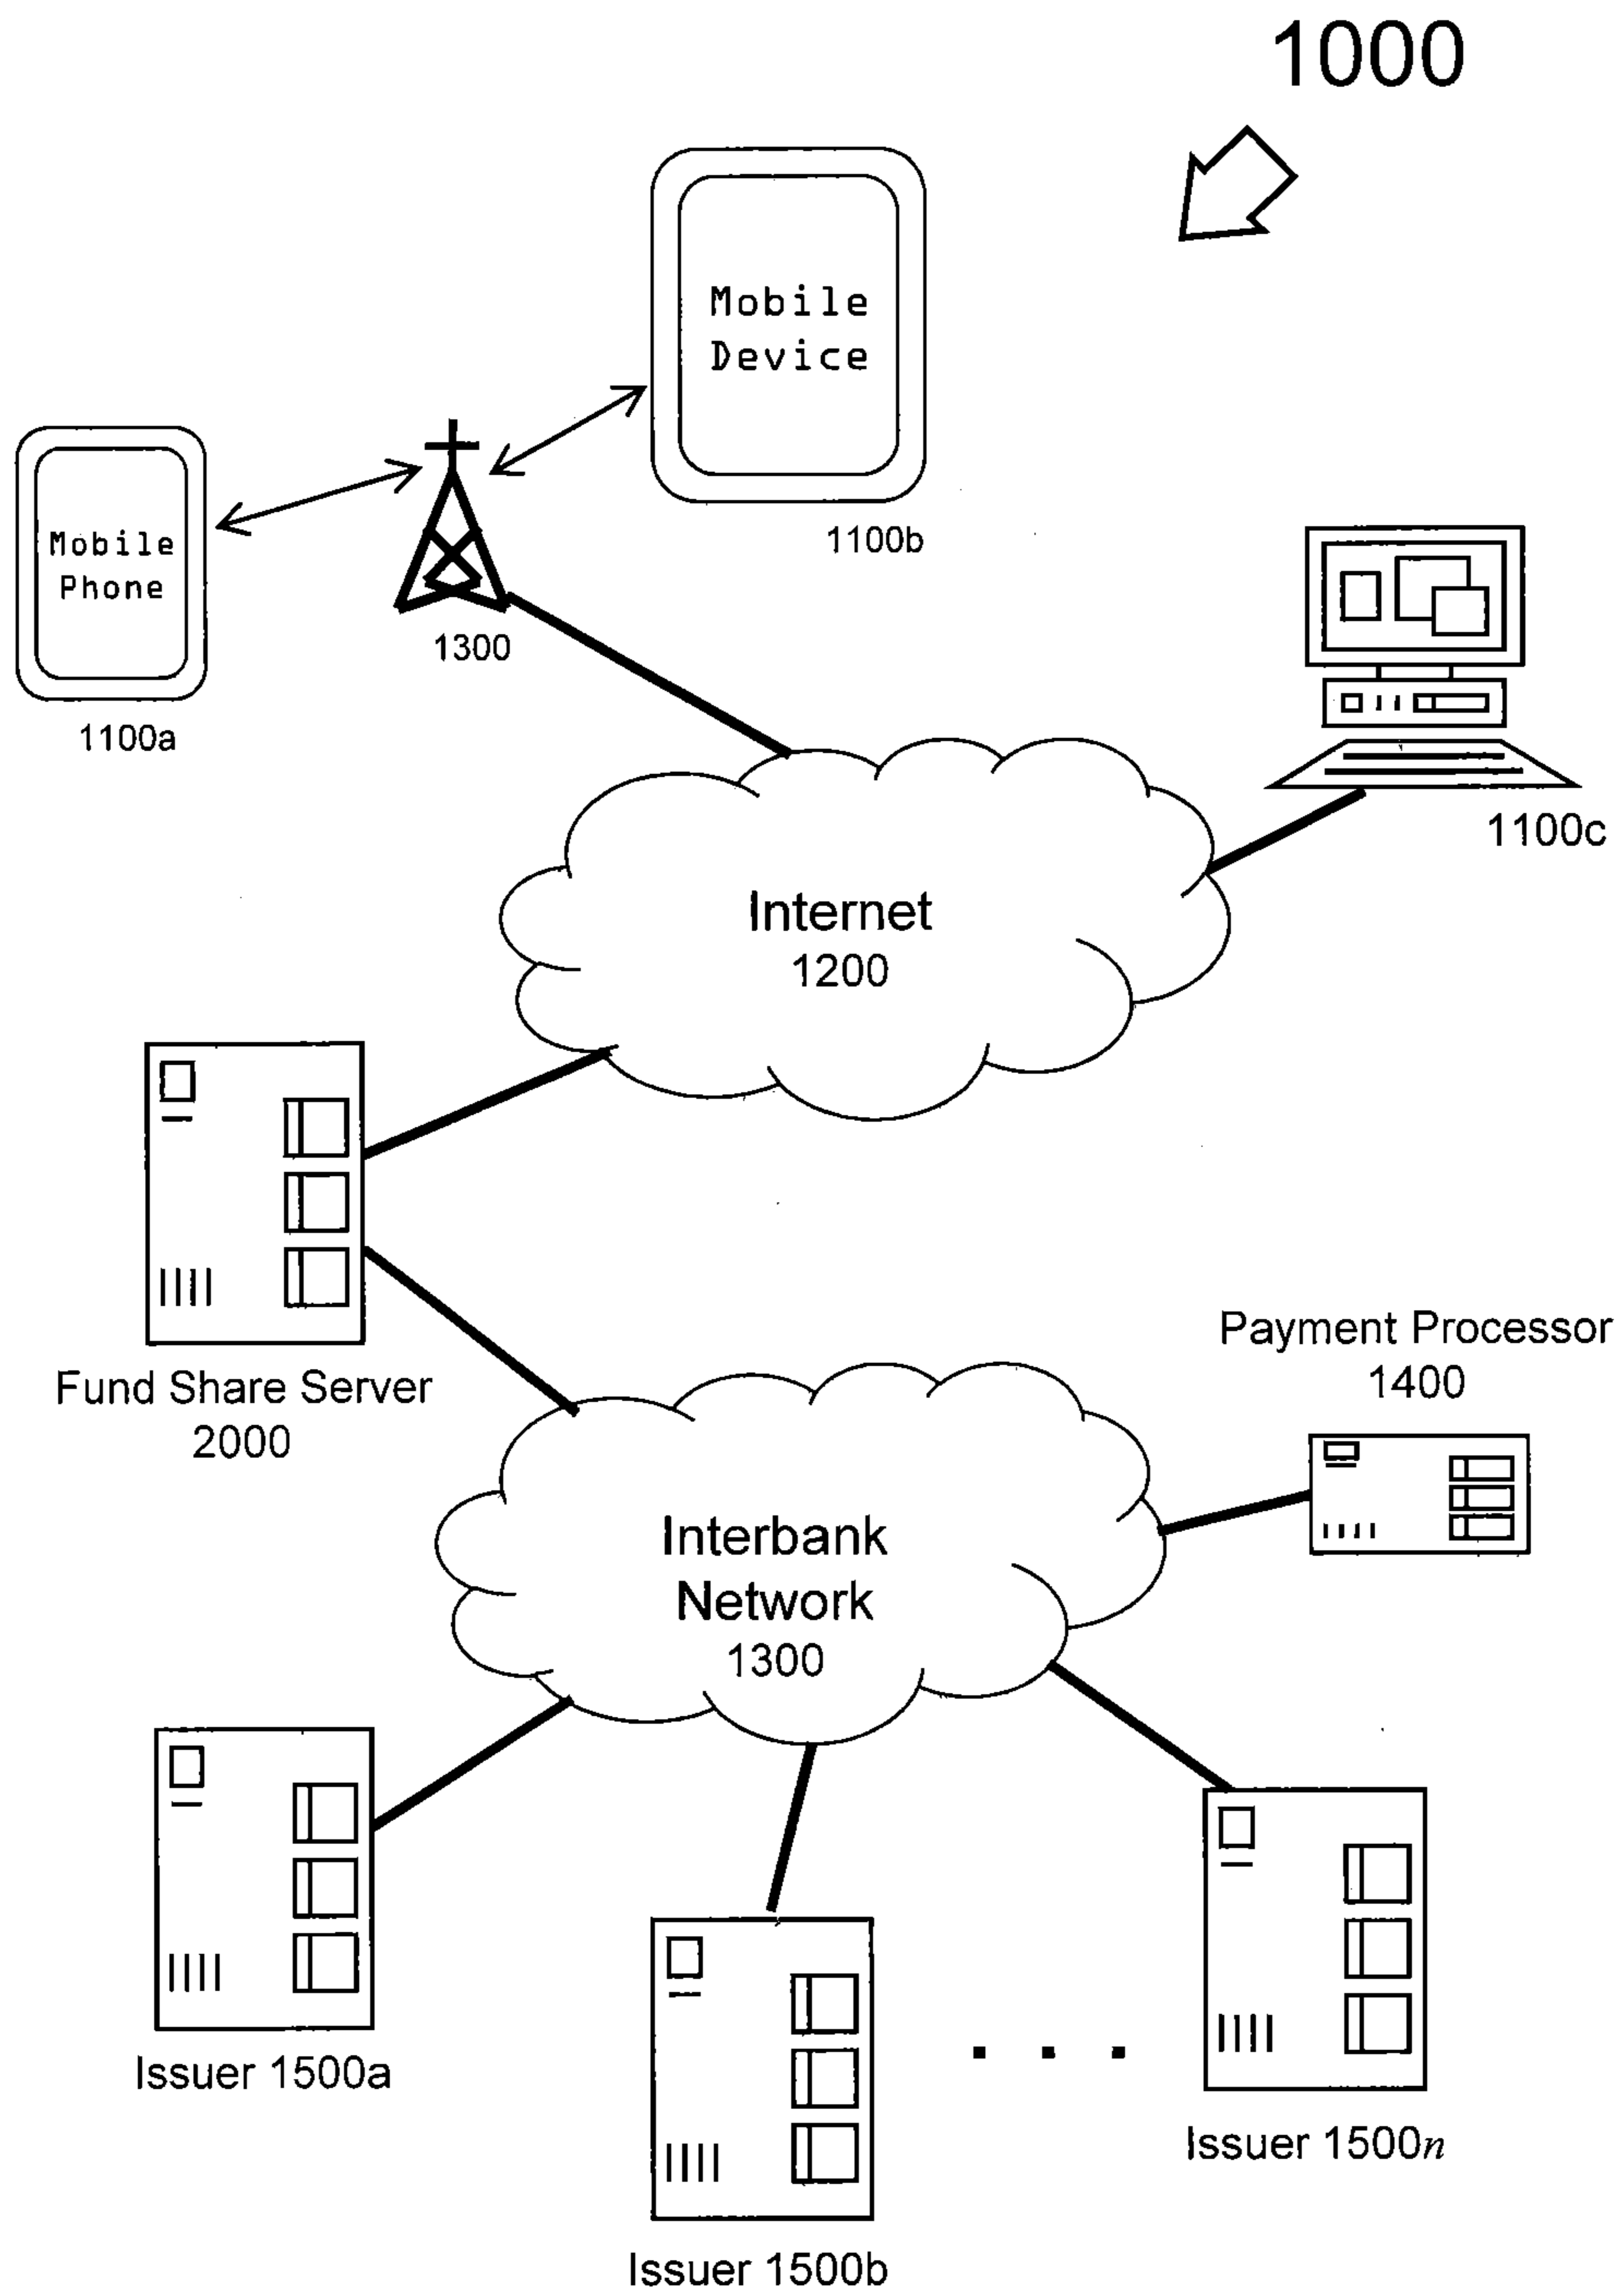 1000
Mobile
Device
1100b
Mobile
Phone
1100a
1300
1100c
Internet
1200
Fund Share Server
2000
Payment Processor
1400
Interbank
Network
1300
Issuer 1500a
Issuer 1500b
Issuer 1500n